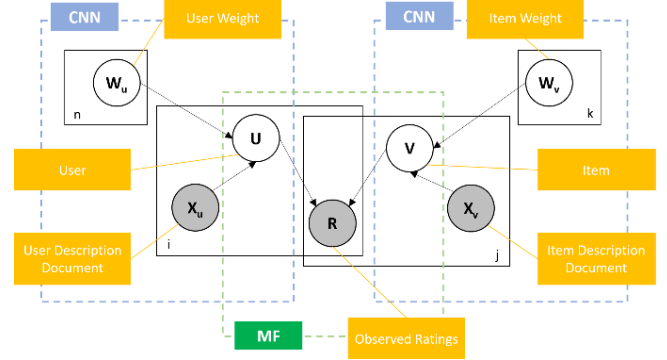 CNN
User Weight
CNN
Item Weight
Wu
n
Wv
k
U
V
User
Item
Xu
R
Xv
i
j
User Description
Document
Item Description
Document
MF
Observed Ratings